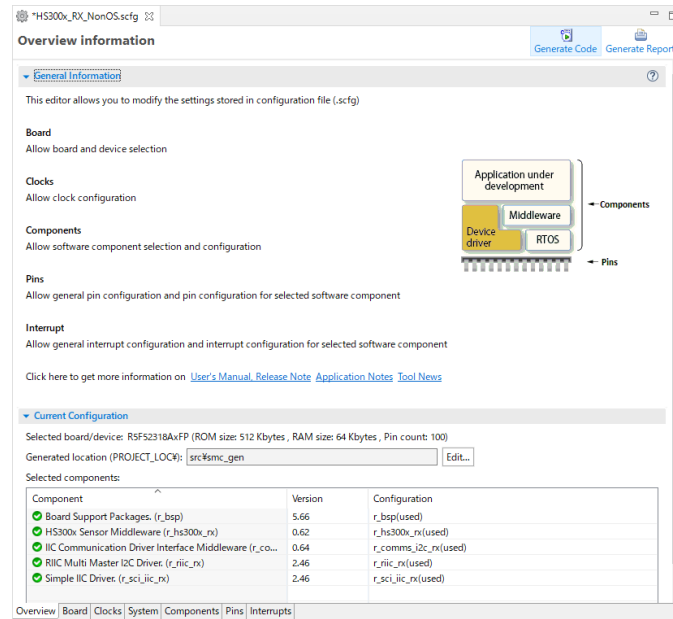 *HS300x_RX_NonOS.scfg
Overview information
Generate Code Generate Report
General Information
This editor allows you to modify the settings stored in configuration file (.scfg)
Board
Allow board and device selection
Clocks
Allow clock configuration
Components
Allow software component selection and configuration
Pins
Allow general pin configuration and pin configuration for selected software component
Interrupt
Allow general interrupt configuration and interrupt configuration for selected software component
Application under
development
Middleware
Device
driver
RTOS
Components
Pins
Click here to get more information on User's Manual, Release Note Application Notes Tool News
Current Configuration
Selected board/device: R5F52318AxFP (ROM size: 512 Kbytes , RAM size: 64 Kbytes , Pin count: 100)
Generated location (PROJECT_LOC¥): src¥smc_gen Edit...
Selected components:
Component Version Configuration
Board Support Packages. (r_bsp) 5.66 r_bsp(used)
HS300x Sensor Middleware (r_hs300x_rx) 0.62 r_hs300x_rx(used)
IIC Communication Driver Interface Middleware (r_co... 0.64 r_comms_i2c_rx(used)
RIIC Multi Master I2C Driver. (r_riic_rx) 2.46 r_riic_rx(used)
Simple IIC Driver. (r_sci_iic_rx) 2.46 r_sci_iic_rx(used)
Overview Board Clocks System Components Pins Interrupts